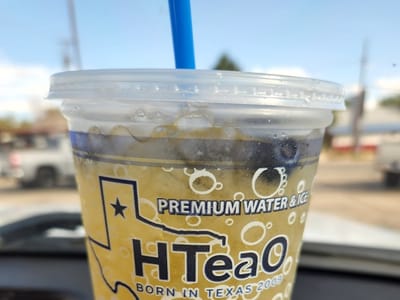 PREMIUM WATER & ICE
HTeaO
BORN IN TEXAS 2009